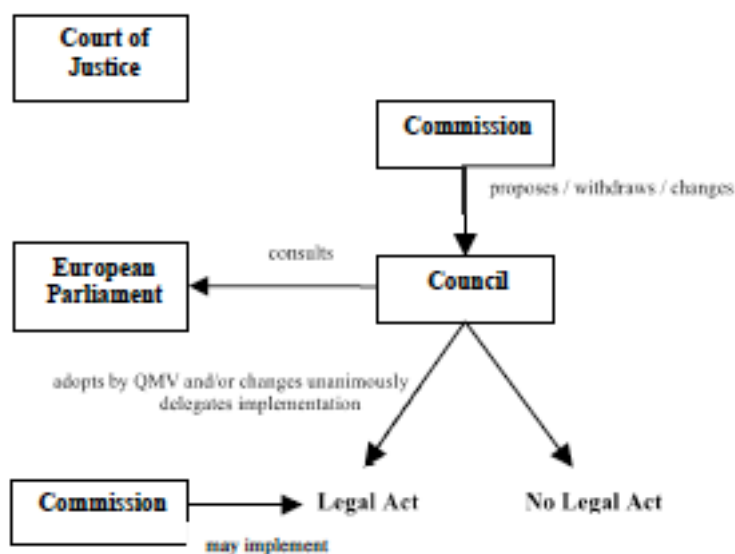 Court of
Justice
Commission
proposes / withdraws / changes
consults
European
Parliament
Council
adopts by QMV and/or changes unanimously
delegates implementation
Commission
Legal Act
No Legal Act
may implement